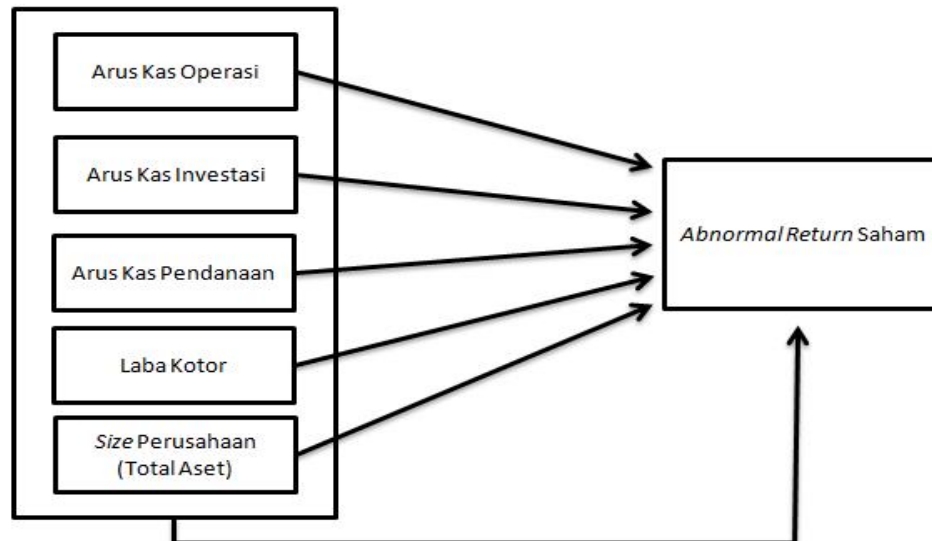 Arus Kas Operasi
Arus Kas Investasi
Arus Kas Pendanaan
Laba Kotor
Size Perusahaan
(Total Aset)
Abnormal Return Saham